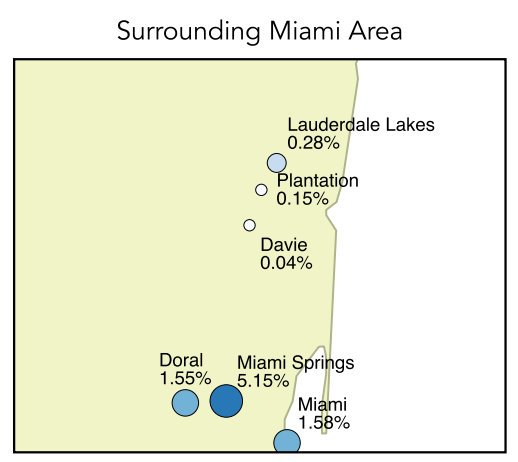 Surrounding Miami Area
Lauderdale Lakes
0.28%
Plantation
0.15%
Davie
0.04%
Doral
1.55%
Miami Springs
5.15%
Miami
1.58%